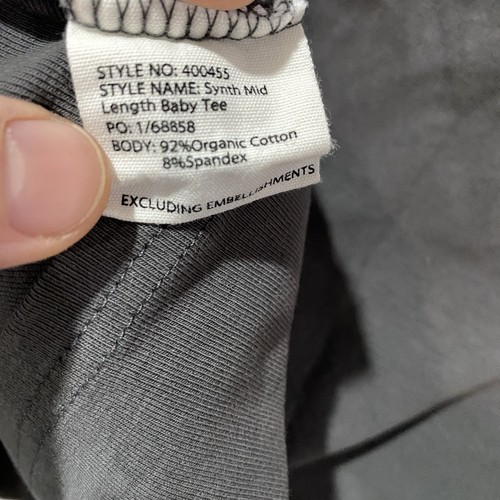 STYLE NO: 400455
STYLE NAME: Synth Mid
Length Baby Tee
PO: 1/68858
BODY: 92%Organic Cotton
8%Spandex
EXCLUDING EMBELLISHMENTS